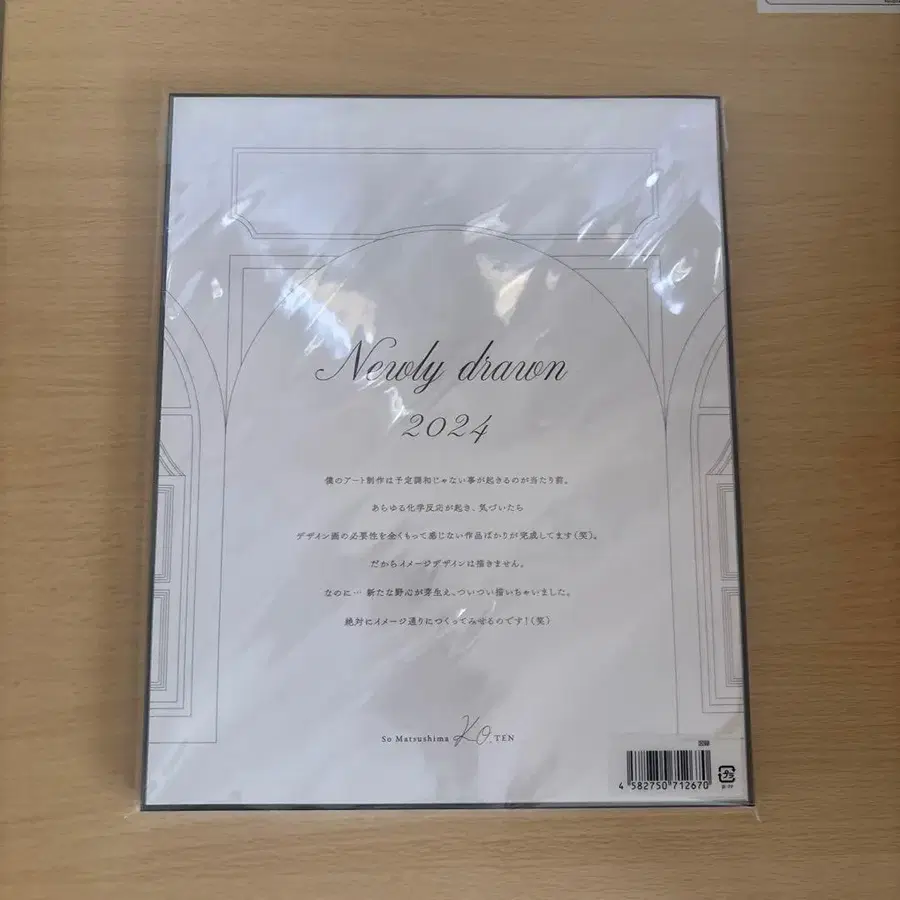 Newly drawn
2024
僕のアート制作は予定調和じゃない事が起きるのが当たり前。
あらゆる化学反応が起き、気づいたら
デザイン画の必要性を全くもって感じない作品ばかりが完成してます(笑)。
だからイメージデザインは描きません。
なのに… 新たな野心が芽生え、ついつい描いちゃいました。
絶対にイメージ通りにつくってみせるのです!(笑)
So Matsushima KO.TEN
4 582750 712670